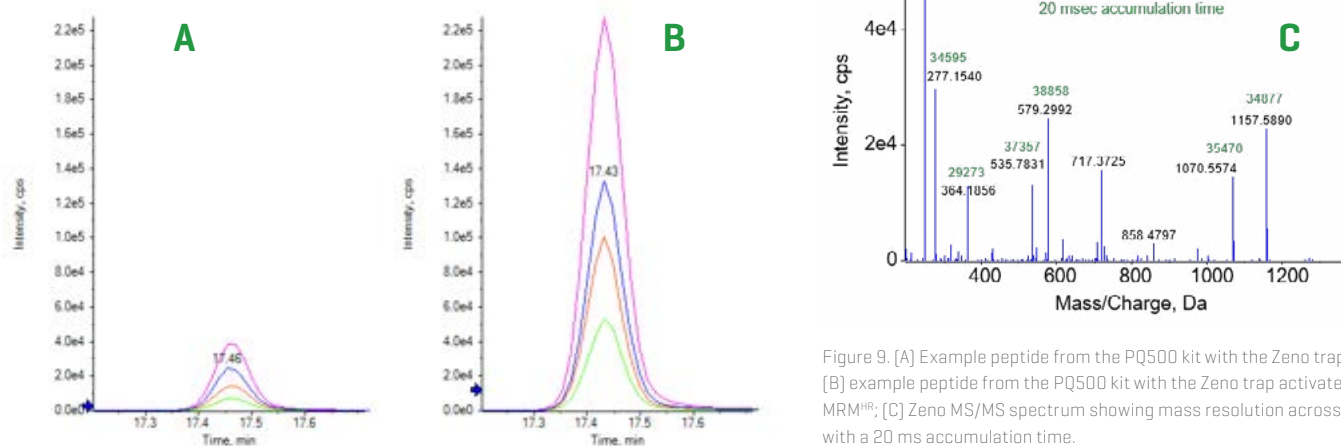 A
2.2e5
2.0e5
1.8e5
1.6e5
1.4e5
1.2e5
1.0e5
8.0e4
6.0e4
4.0e4
2.0e4
0.0e0
Intensity, cps
17.46
17.3 17.4 17.5 17.6
Time, min
B
2.2e5
2.0e5
1.8e5
1.6e5
1.4e5
1.2e5
1.0e5
8.0e4
6.0e4
4.0e4
2.0e4
0.0e0
Intensity, cps
17.43
17.3 17.4 17.5 17.6
Time, min
20 msec accumulation time
C
4e4
2e4
0
Intensity, cps
34595
277.1540
29273
364.1856
37357
535.7831
38858
579.2992
717.3725
858.4797
35470
1070.5574
34877
1157.5890
400 600 800 1000 1200
Mass/Charge, Da
Figure 9. (A) Example peptide from the PQ500 kit with the Zeno trap
(B) example peptide from the PQ500 kit with the Zeno trap activate
MRMᴴᴿ; (C) Zeno MS/MS spectrum showing mass resolution across
with a 20 ms accumulation time.